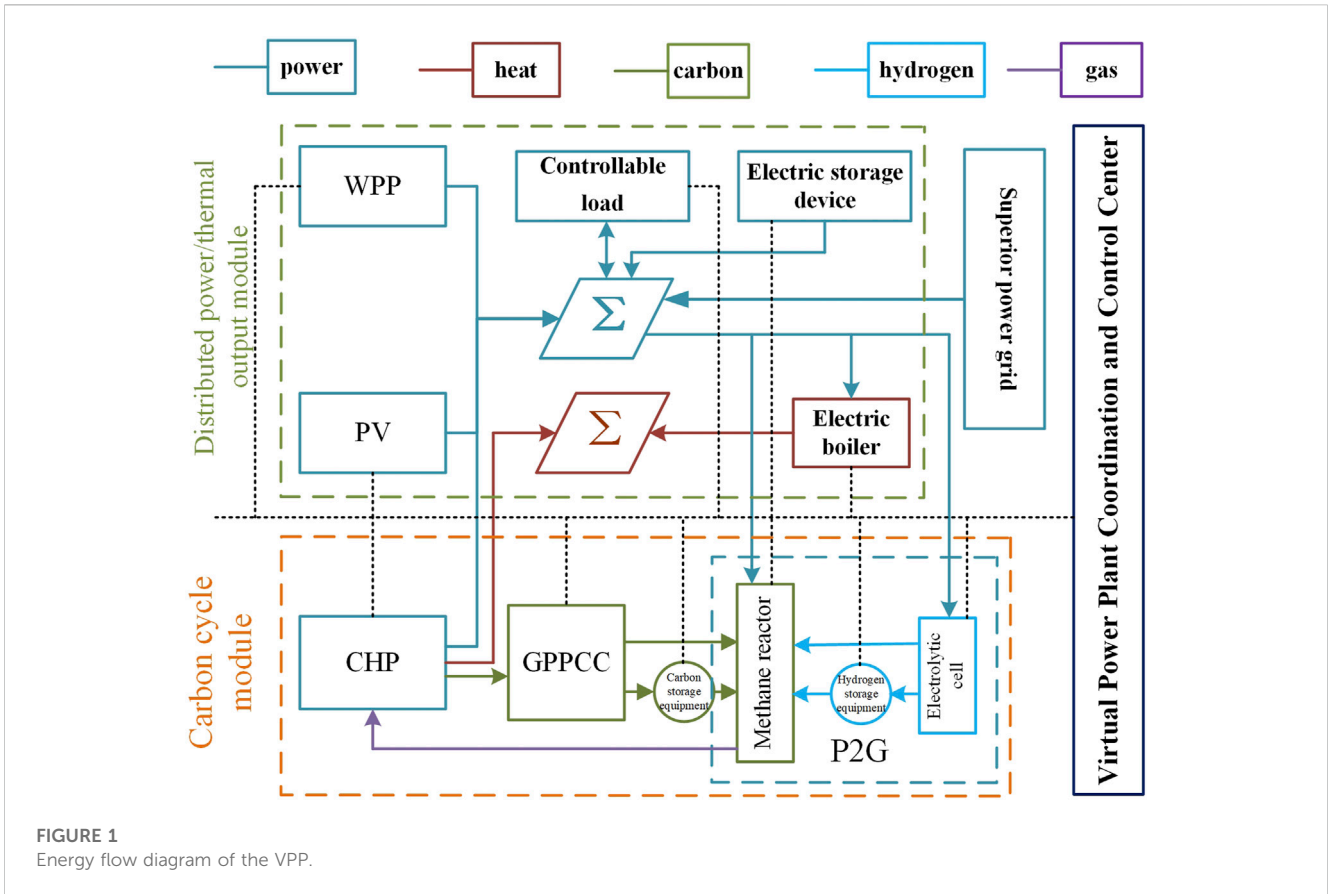 power
heat
carbon
hydrogen
gas
Distributed power/thermal
output module
WPP
Controllable
load
Electric storage
device
Σ
Superior power grid
Virtual Power Plant Coordination and Control Center
PV
Σ
Electric
boiler
Carbon cycle
module
CHP
GPPCC
Carbon
storage
equipment
Methane reactor
Hydrogen
storage
equipment
Electrolytic
cell
P2G
FIGURE 1
Energy flow diagram of the VPP.